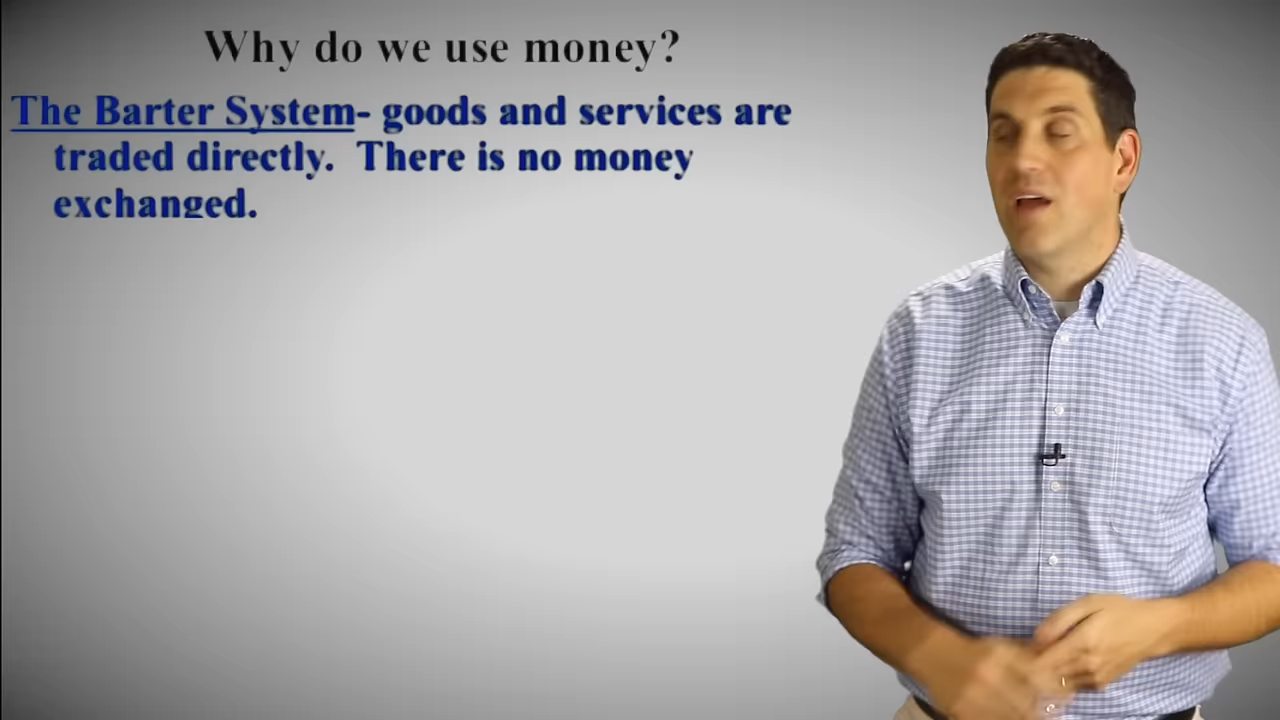 Why do we use money?
The Barter System- goods and services are
traded directly. There is no money
exchanged.